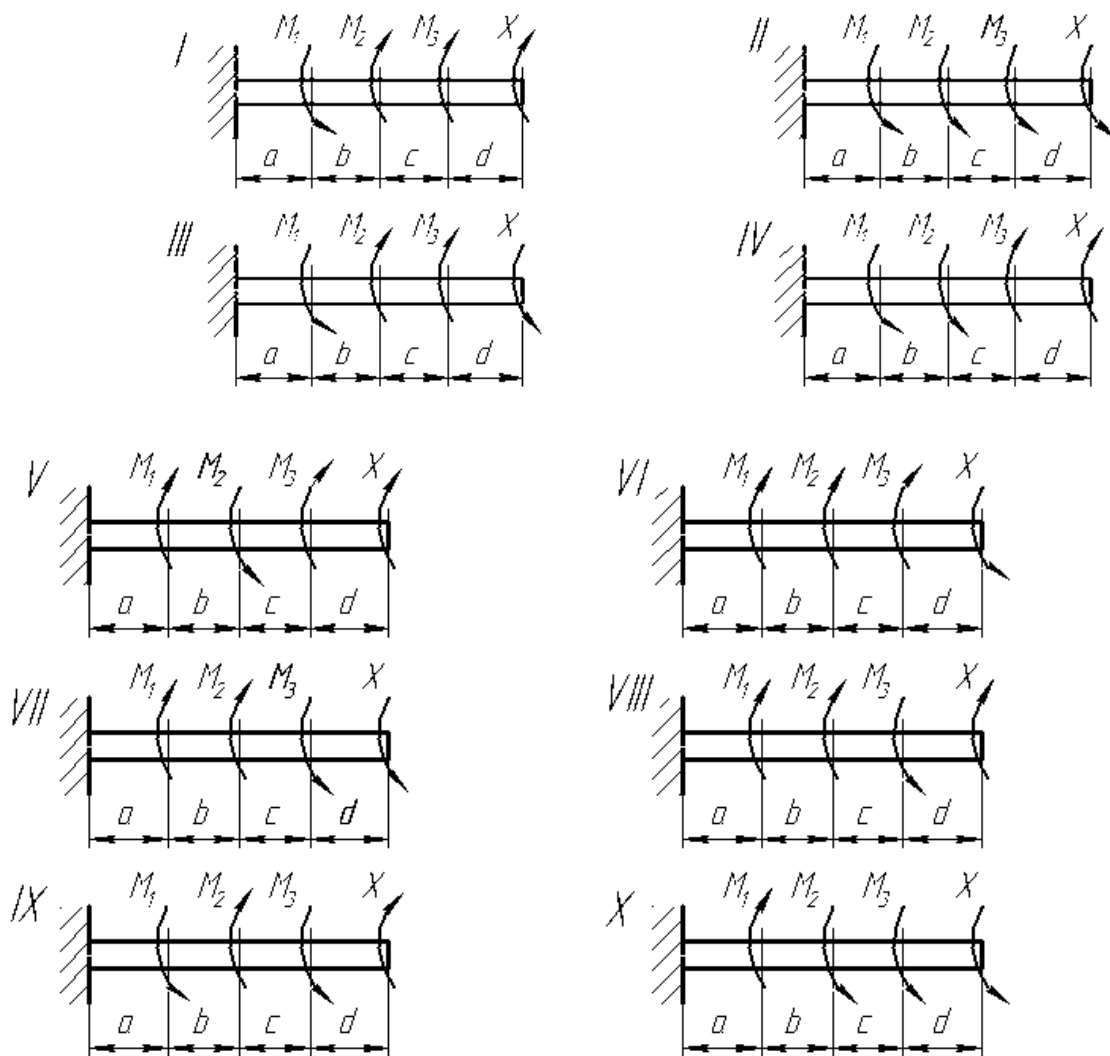 I M₁ M₂ M₃ X II M₁ M₂ M₃ X
a b c d a b c d
III M₁ M₂ M₃ X IV M₁ M₂ M₃ X
a b c d a b c d
V M₁ M₂ M₃ X VI M₁ M₂ M₃ X
a b c d a b c d
VII M₁ M₂ M₃ X VIII M₁ M₂ M₃ X
a b c d a b c d
IX M₁ M₂ M₃ X X M₁ M₂ M₃ X
a b c d a b c d